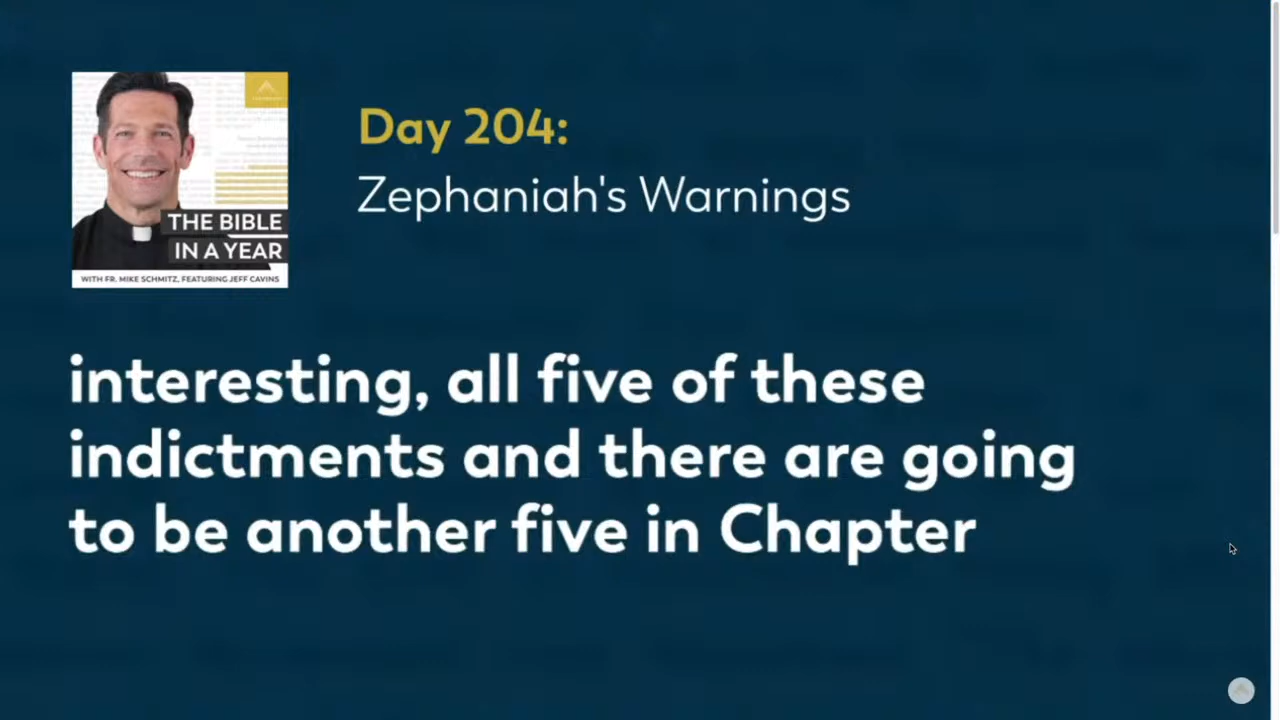 Day 204:
Zephaniah's Warnings
THE BIBLE
IN A YEAR
WITH FR. MIKE SCHMITZ, FEATURING JEFF CAVINS
interesting, all five of these
indictments and there are going
to be another five in Chapter